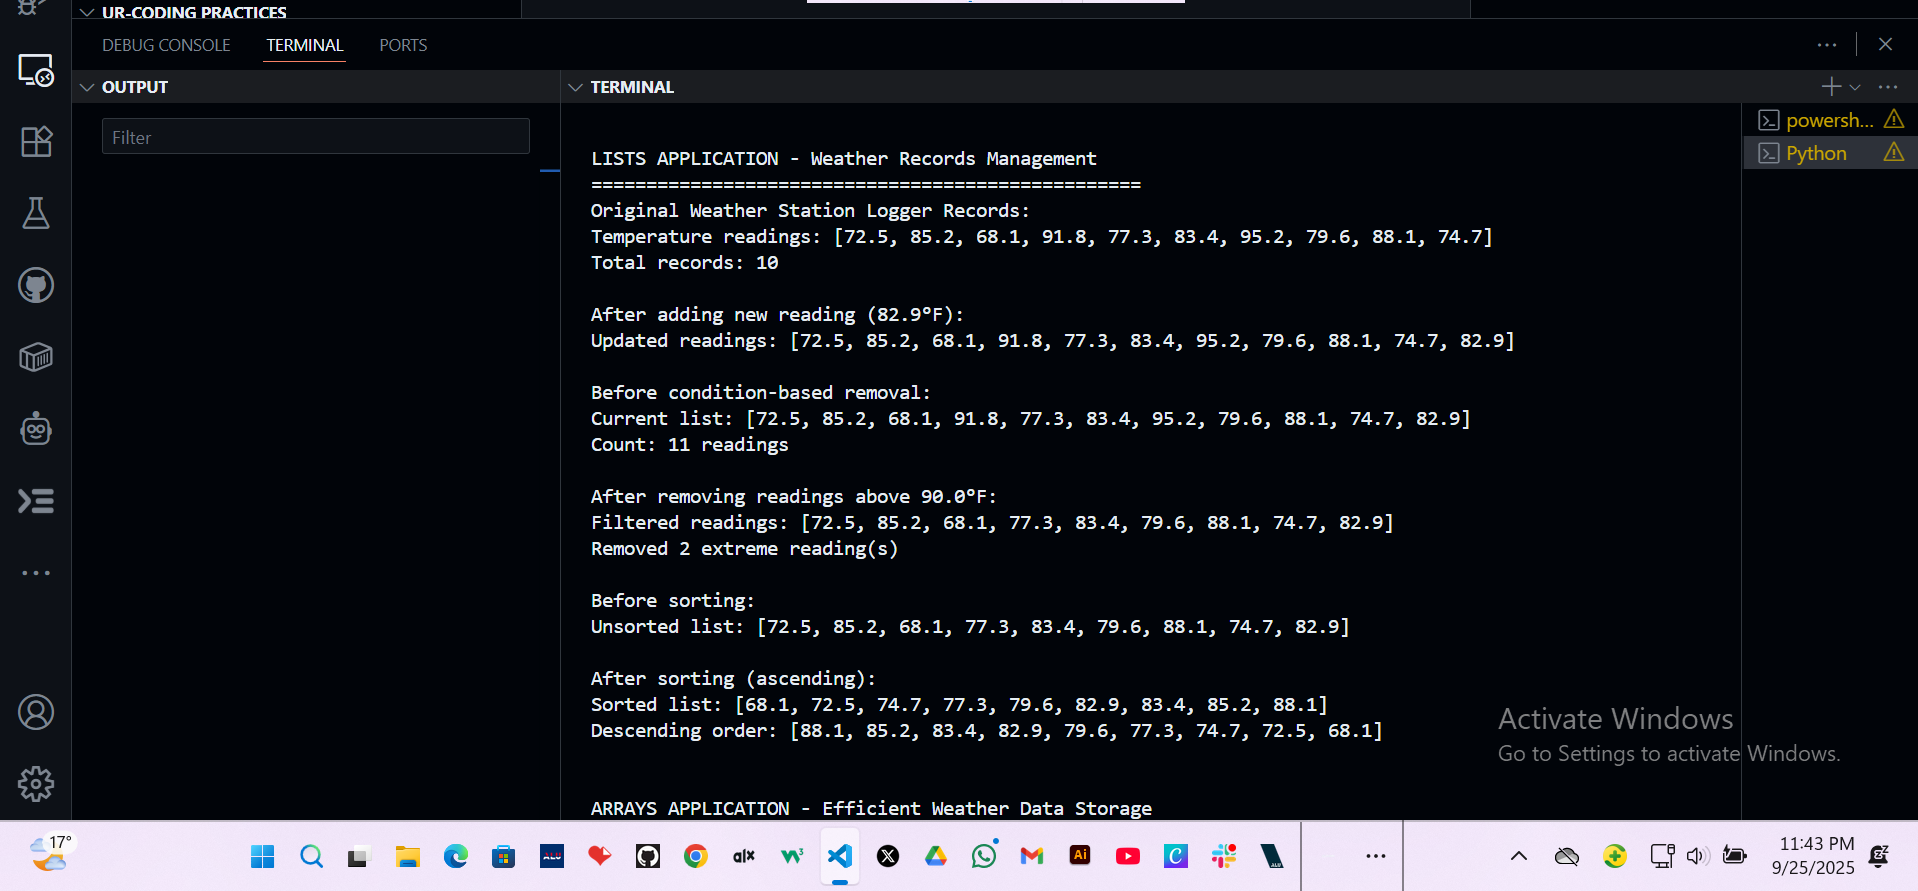 UR-CODING PRACTICES
DEBUG CONSOLE
TERMINAL
PORTS
OUTPUT
Filter
TERMINAL
powersh...
Python
LISTS APPLICATION - Weather Records Management
==================================================
Original Weather Station Logger Records:
Temperature readings: [72.5, 85.2, 68.1, 91.8, 77.3, 83.4, 95.2, 79.6, 88.1, 74.7]
Total records: 10
After adding new reading (82.9°F):
Updated readings: [72.5, 85.2, 68.1, 91.8, 77.3, 83.4, 95.2, 79.6, 88.1, 74.7, 82.9]
Before condition-based removal:
Current list: [72.5, 85.2, 68.1, 91.8, 77.3, 83.4, 95.2, 79.6, 88.1, 74.7, 82.9]
Count: 11 readings
After removing readings above 90.0°F:
Filtered readings: [72.5, 85.2, 68.1, 77.3, 83.4, 79.6, 88.1, 74.7, 82.9]
Removed 2 extreme reading(s)
Before sorting:
Unsorted list: [72.5, 85.2, 68.1, 77.3, 83.4, 79.6, 88.1, 74.7, 82.9]
After sorting (ascending):
Sorted list: [68.1, 72.5, 74.7, 77.3, 79.6, 82.9, 83.4, 85.2, 88.1]
Descending order: [88.1, 85.2, 83.4, 82.9, 79.6, 77.3, 74.7, 72.5, 68.1]
ARRAYS APPLICATION - Efficient Weather Data Storage
Activate Windows
Go to Settings to activate Windows.
17°
ALU
alx
W3
X
Ai
C
ALU
11:43 PM
9/25/2025